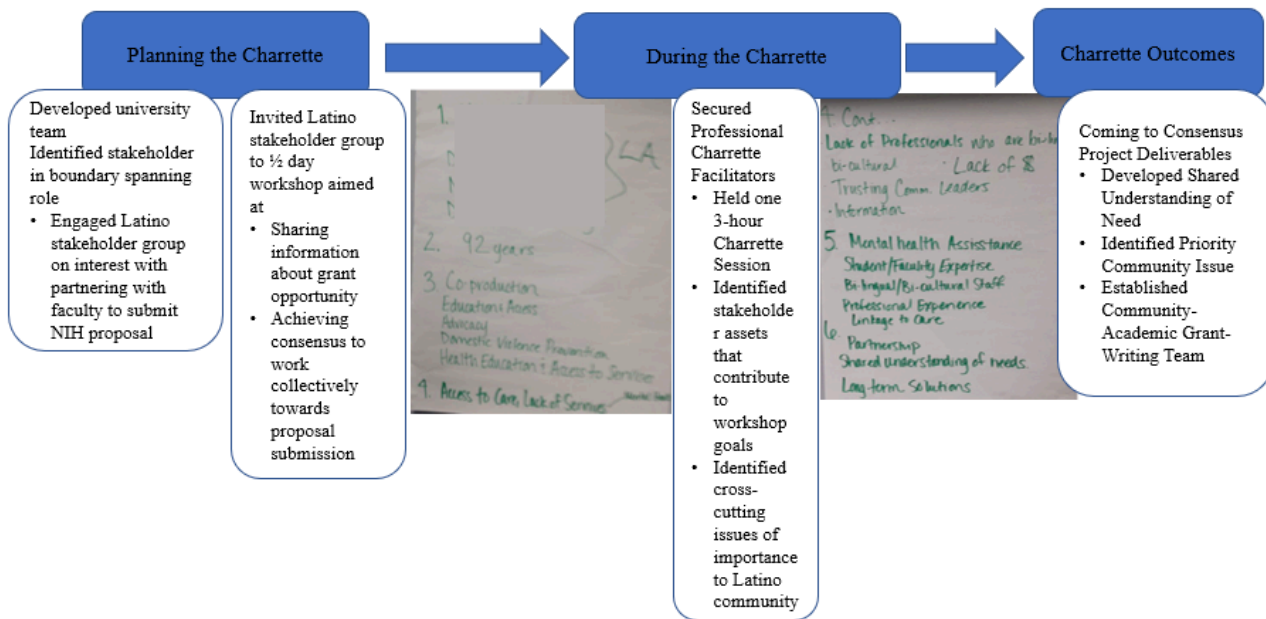 Planning the Charrette
During the Charrette
Charrette Outcomes
Developed university
team
Identified stakeholder
in boundary spanning
role
• Engaged Latino
stakeholder group
on interest with
partnering with
faculty to submit
NIH proposal
Invited Latino
stakeholder group
to ½ day
workshop aimed
at
• Sharing
information
about grant
opportunity
• Achieving
consensus to
work
collectively
towards
proposal
submission
1.
LA
2. 92 years
3. Co-production
Education & Access
Advocacy
Domestic Violence Prevention
Health Education & Access to Services
4. Access to Care, Lack of Services
Secured
Professional
Charrette
Facilitators
• Held one
3-hour
Charrette
Session
• Identified
stakeholde
r assets that
contribute
to
workshop
goals
• Identified
cross-
cutting
issues of
importance
to Latino
community
4. Cont...
Lack of Professionals who are
bi-cultural · Lack of $
· Trusting Comm. Leaders
· Information
5. Mental health Assistance
Student/Faculty Expertise
Bilingual/Bi-cultural Staff
Professional Experience
Linkage to Care
6. Partnership
Shared understanding of needs
Long-term Solutions
Coming to Consensus
Project Deliverables
• Developed Shared
Understanding of
Need
• Identified Priority
Community Issue
• Established
Community-
Academic Grant-
Writing Team